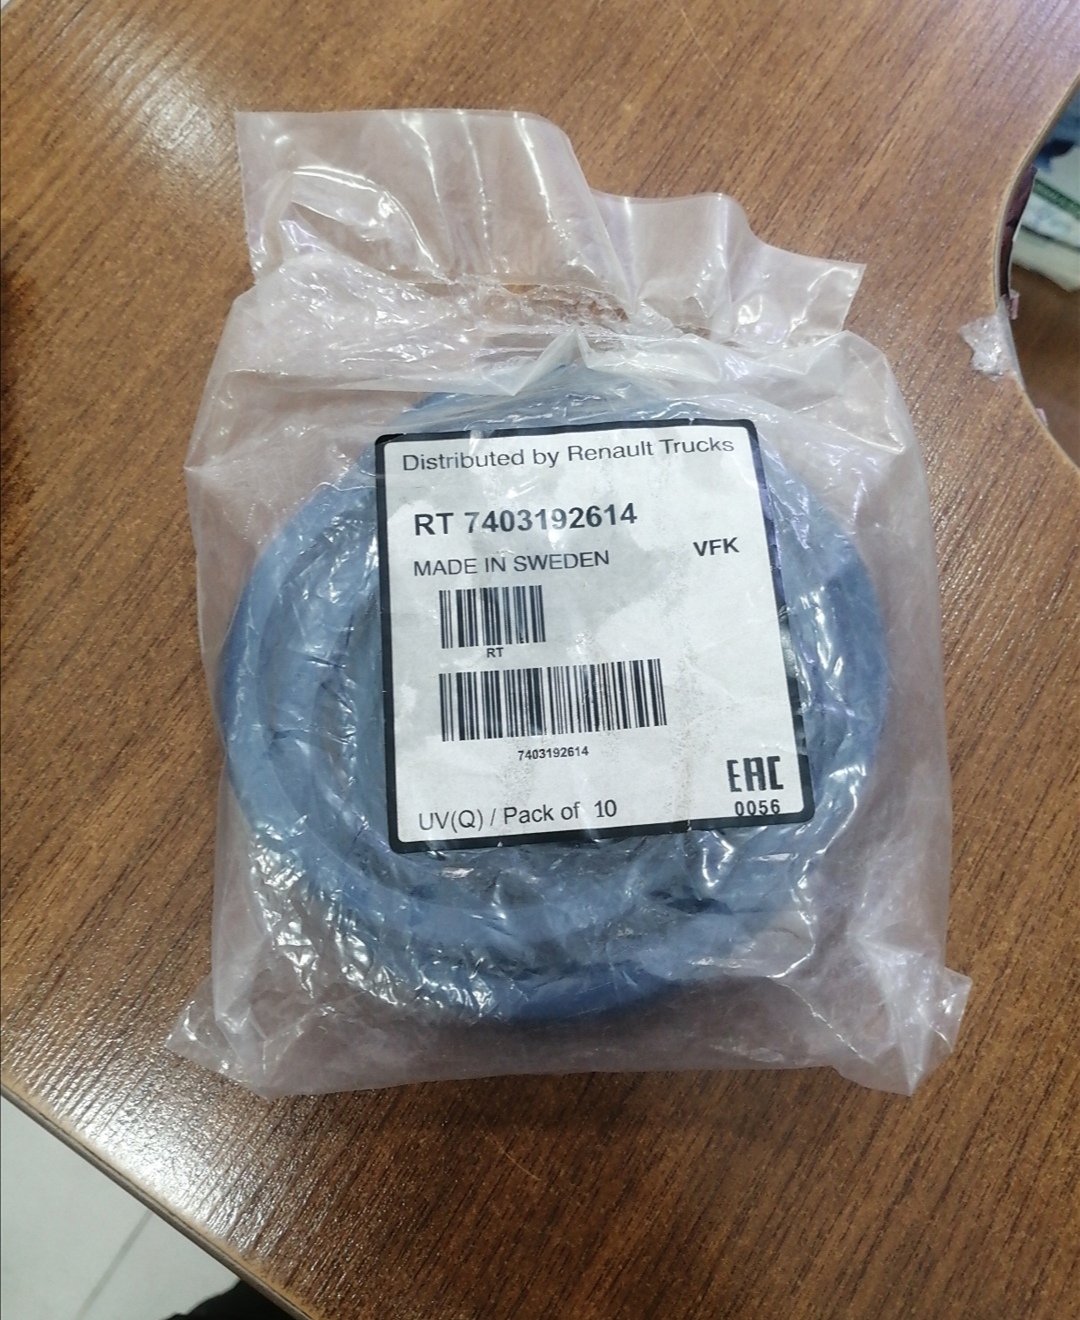 Distributed by Renault Trucks
RT 7403192614
MADE IN SWEDEN
VFK
RT
7403192614
EAC
0056
UV(Q) / Pack of 10